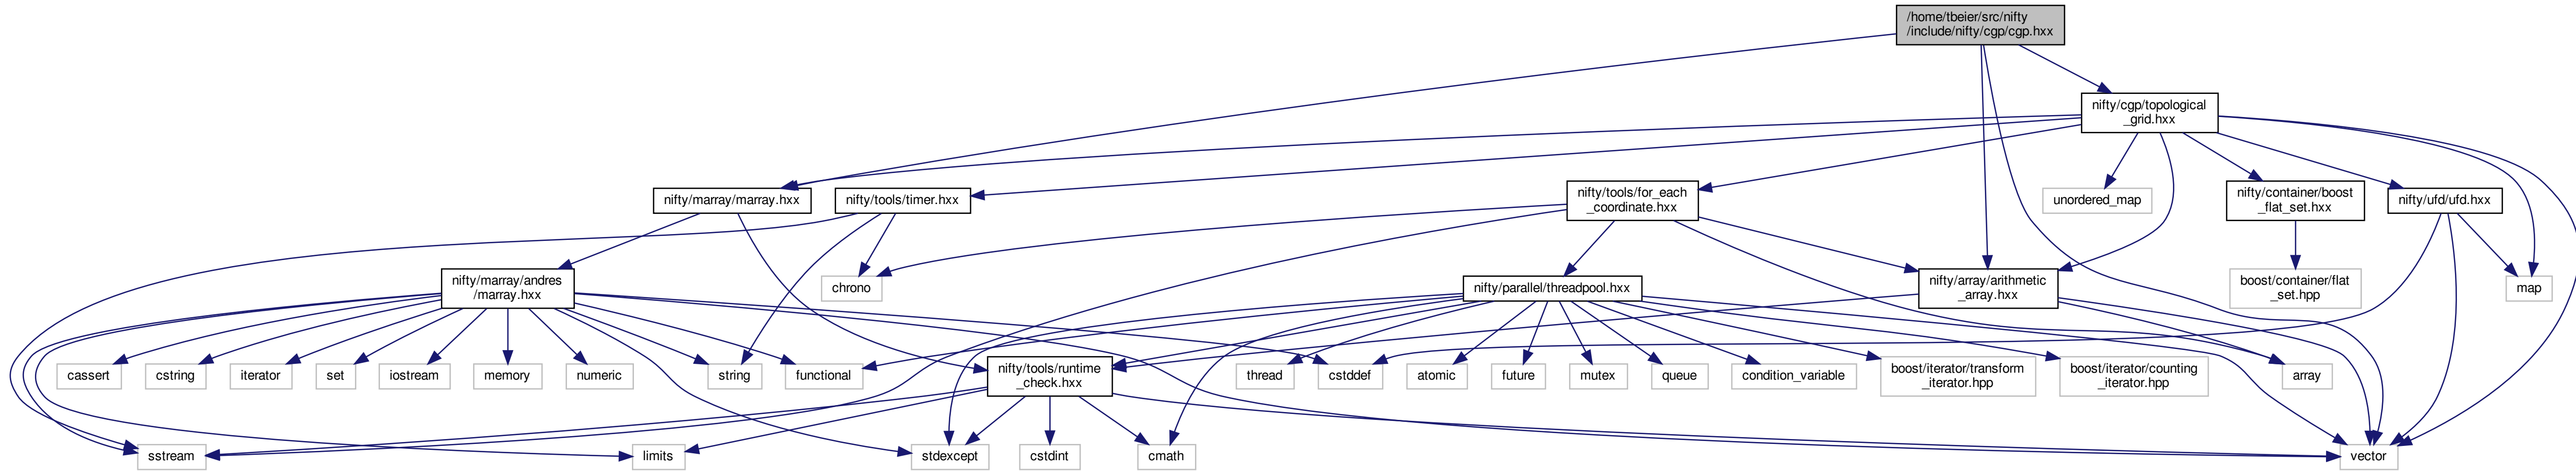 /home/tbeier/src/nifty
/include/nifty/cgp/cgp.hxx
nifty/cgp/topological
_grid.hxx
nifty/marray/marray.hxx
nifty/tools/timer.hxx
nifty/tools/for_each
_coordinate.hxx
unordered_map
nifty/container/boost
_flat_set.hxx
nifty/ufd/ufd.hxx
nifty/marray/andres
/marray.hxx
chrono
nifty/parallel/threadpool.hxx
nifty/array/arithmetic
_array.hxx
boost/container/flat
_set.hpp
map
cassert
cstring
iterator
set
iostream
memory
numeric
string
functional
nifty/tools/runtime
_check.hxx
thread
cstddef
atomic
future
mutex
queue
condition_variable
boost/iterator/transform
_iterator.hpp
boost/iterator/counting
_iterator.hpp
array
sstream
limits
stdexcept
cstdint
cmath
vector